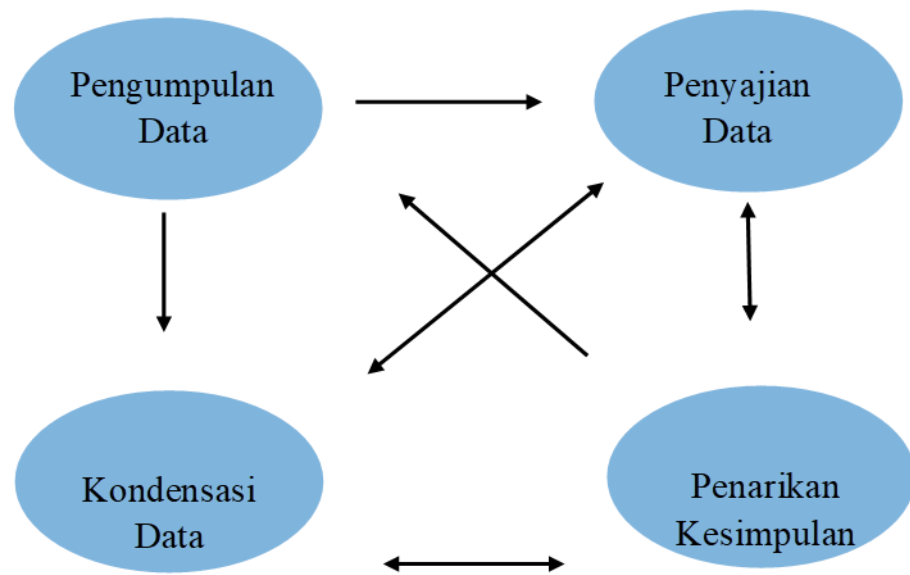 Pengumpulan
Data
Penyajian
Data
Kondensasi
Data
Penarikan
Kesimpulan